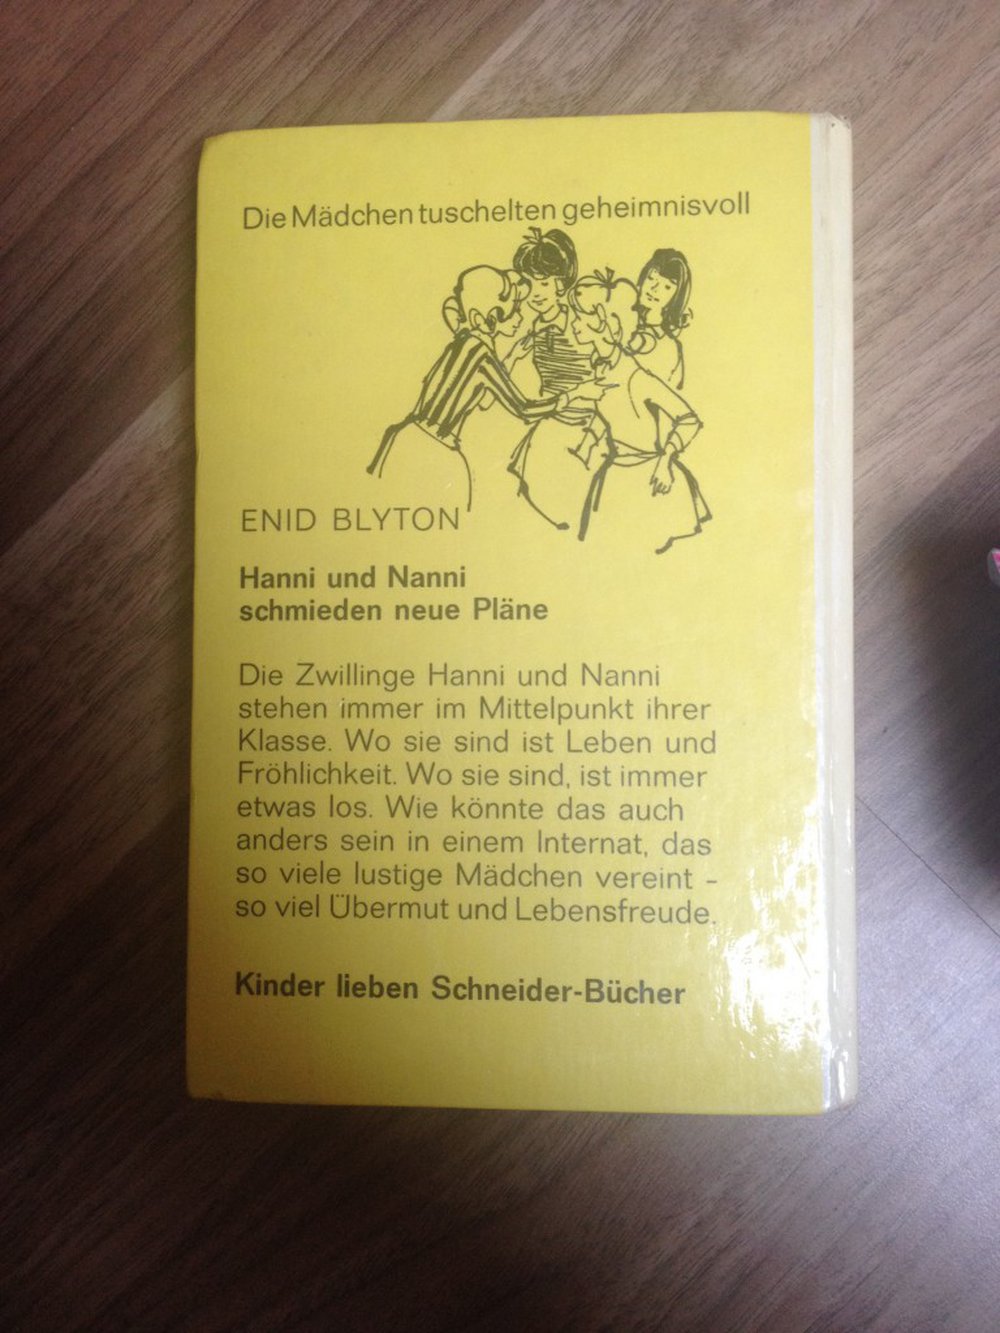 Die Mädchen tuschelten geheimnisvoll
ENID BLYTON
Hanni und Nanni
schmieden neue Pläne
Die Zwillinge Hanni und Nanni
stehen immer im Mittelpunkt ihrer
Klasse. Wo sie sind ist Leben und
Fröhlichkeit. Wo sie sind, ist immer
etwas los. Wie könnte das auch
anders sein in einem Internat, das
so viele lustige Mädchen vereint –
so viel Übermut und Lebensfreude.
Kinder lieben Schneider-Bücher